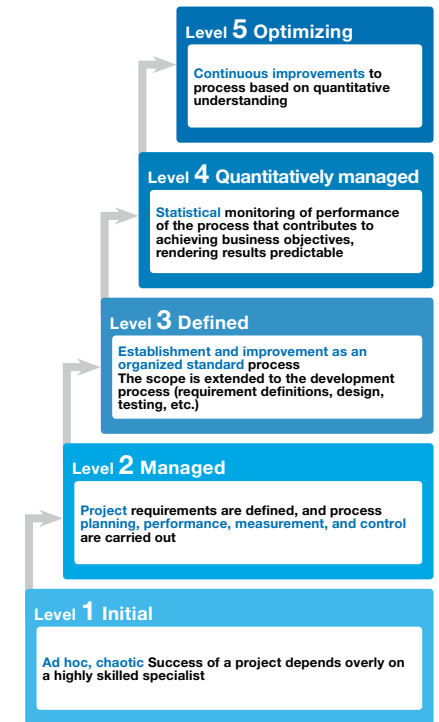 Level 5 Optimizing
Continuous improvements to
process based on quantitative
understanding
Level 4 Quantitatively managed
Statistical monitoring of performance
of the process that contributes to
achieving business objectives,
rendering results predictable
Level 3 Defined
Establishment and improvement as an
organized standard process
The scope is extended to the development
process (requirement definitions, design,
testing, etc.)
Level 2 Managed
Project requirements are defined, and process
planning, performance, measurement, and control
are carried out
Level 1 Initial
Ad hoc, chaotic Success of a project depends overly on
a highly skilled specialist